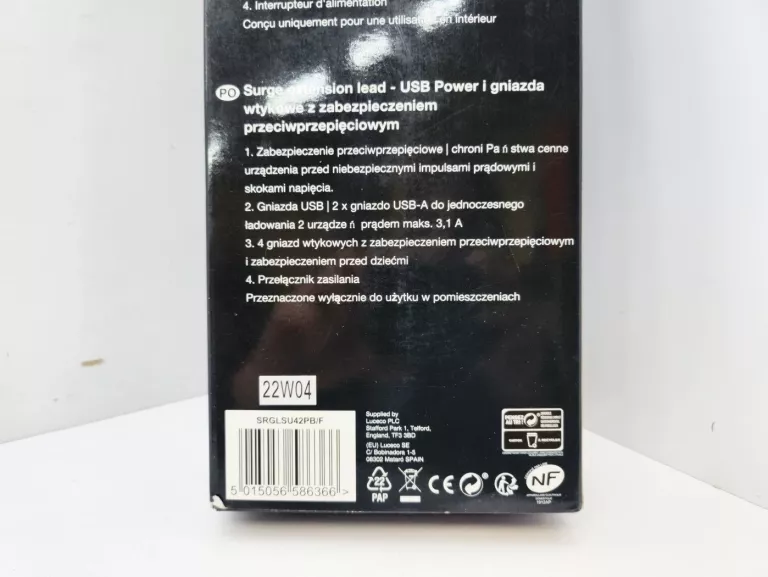 4. Interrupteur d'alimentation
Conçu uniquement pour une utilisation en intérieur
PO
Surge extension lead - USB Power i gniazda
wtykowe z zabezpieczeniem
przeciwprzepięciowym
1. Zabezpieczenie przeciwprzepięciowe | chroni Pa ń stwa cenne
urządzenia przed niebezpiecznymi impulsami prądowymi i
skokami napięcia.
2. Gniazda USB | 2 x gniazdo USB-A do jednoczesnego
ładowania 2 urządze ń prądem maks. 3,1 A
3. 4 gniazd wtykowych z zabezpieczeniem przeciwprzepięciowym
i zabezpieczeniem przed dziećmi
4. Przełącznik zasilania
Przeznaczone wyłącznie do użytku w pomieszczeniach
22W04
SRGLSU42PB/F
5 015056 586366 >
Supplied by
Luceco PLC
Stafford Park 1, Telford,
England, TF3 3BD
(EU) Luceco SE
C/ Bobinadora 1-5
08302 Mataró SPAIN
22
PAP
CE
NF